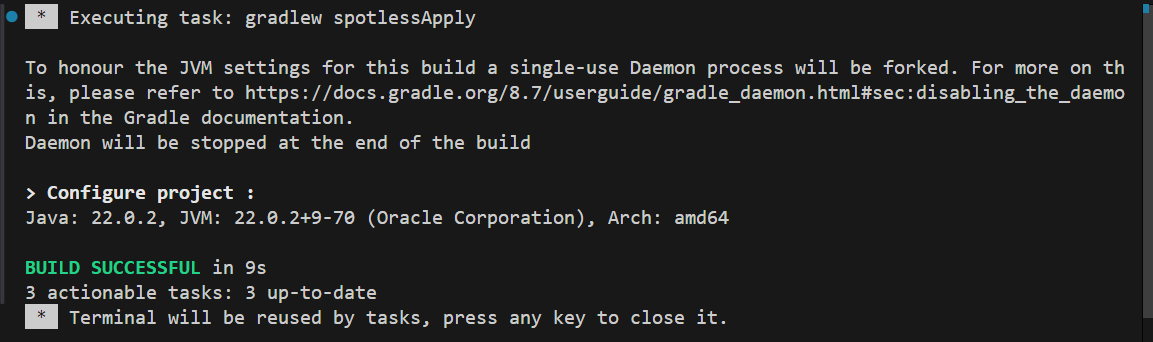 * Executing task: gradlew spotlessApply
To honour the JVM settings for this build a single-use Daemon process will be forked. For more on th
is, please refer to https://docs.gradle.org/8.7/userguide/gradle_daemon.html#sec:disabling_the_daemo
n in the Gradle documentation.
Daemon will be stopped at the end of the build
> Configure project :
Java: 22.0.2, JVM: 22.0.2+9-70 (Oracle Corporation), Arch: amd64
BUILD SUCCESSFUL in 9s
3 actionable tasks: 3 up-to-date
* Terminal will be reused by tasks, press any key to close it.